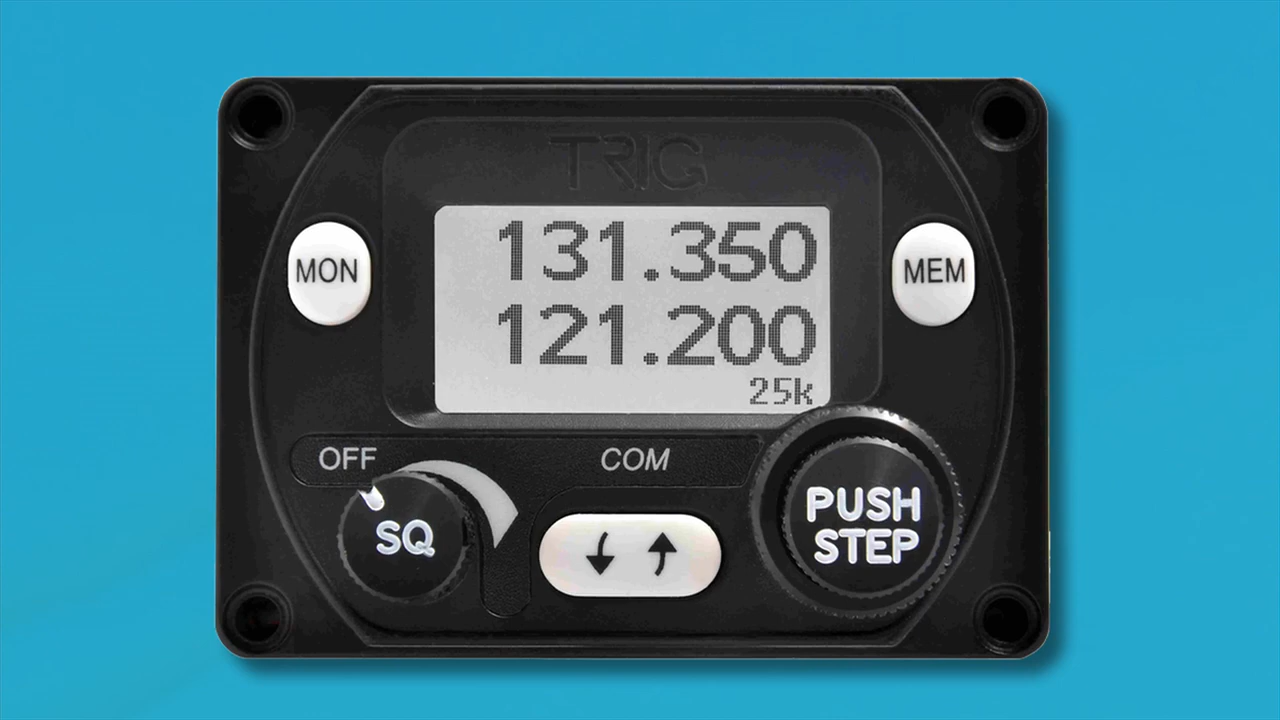 TRIG
131.350
MON
MEM
121.200
25k
OFF
COM
SQ
PUSH
STEP